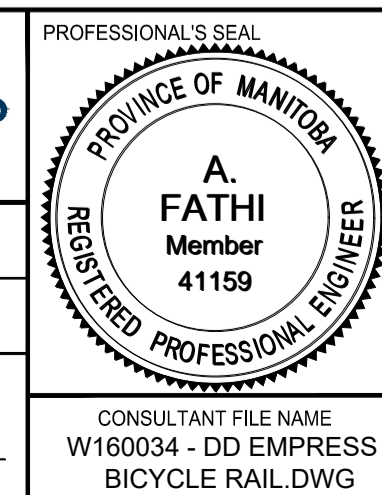 PROFESSIONAL'S SEAL
PROVINCE OF MANITOBA
A.
FATHI
Member
41159
REGISTERED PROFESSIONAL ENGINEER
CONSULTANT FILE NAME
W160034 - DD EMPRESS
BICYCLE RAIL.DWG